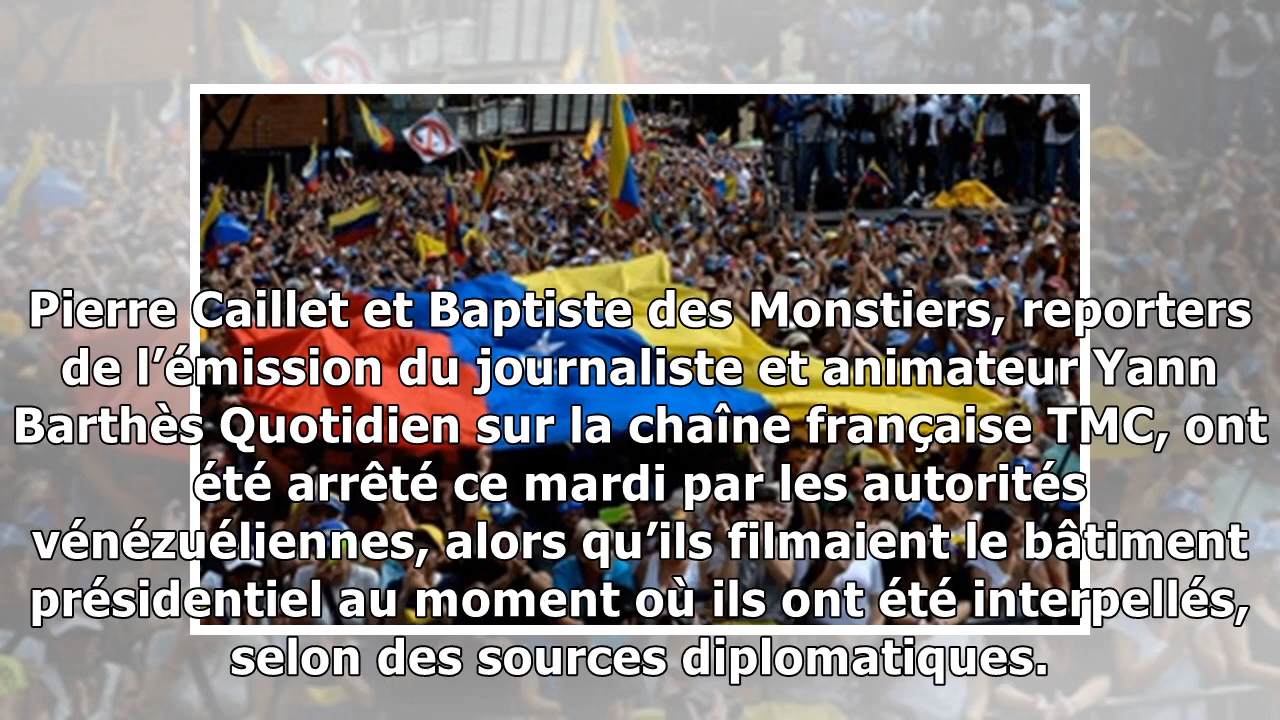 Pierre Caillet et Baptiste des Monstiers, reporters
de l’émission du journaliste et animateur Yann
Barthès Quotidien sur la chaîne française TMC, ont
été arrêté ce mardi par les autorités
vénézuéliennes, alors qu’ils filmaient le bâtiment
présidentiel au moment où ils ont été interpellés,
selon des sources diplomatiques.